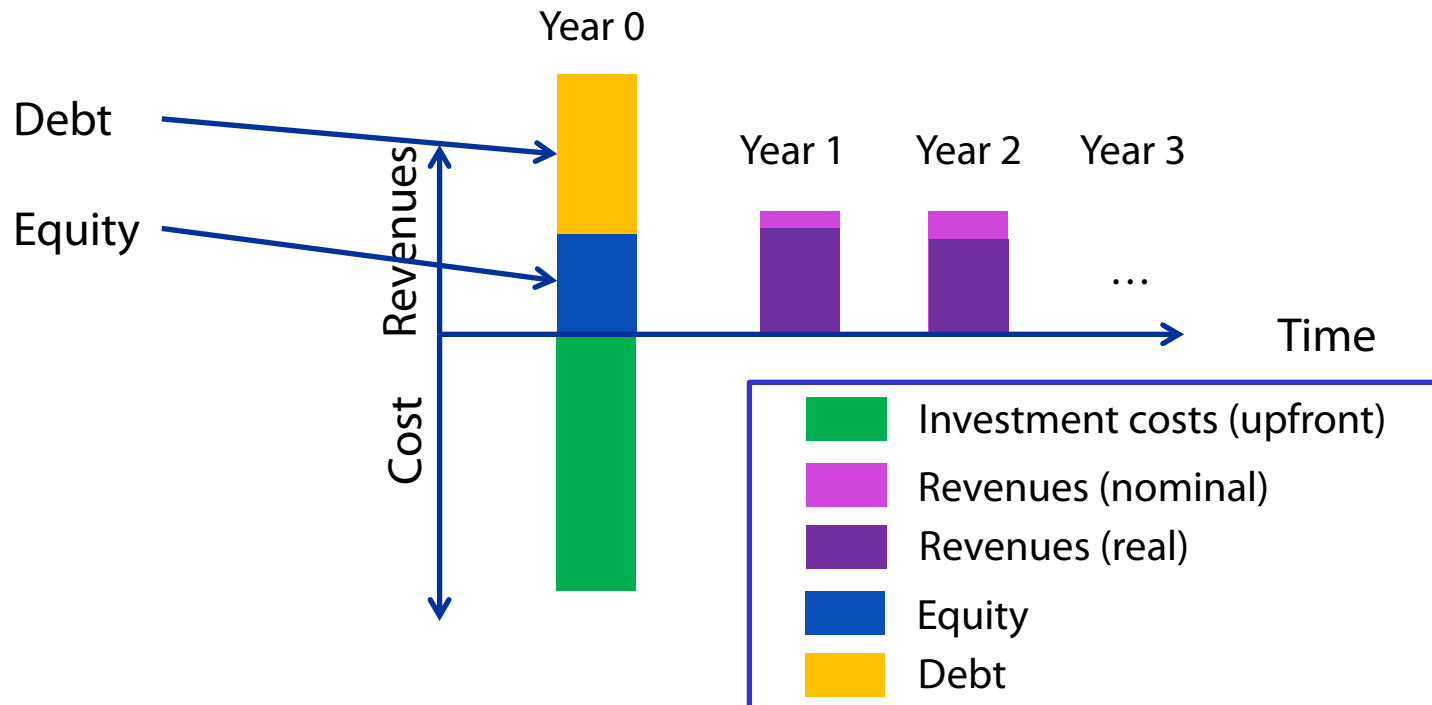 Year 0
Debt
Year 1
Year 2
Year 3
Revenues
Equity
...
Time
Cost
Investment costs (upfront)
Revenues (nominal)
Revenues (real)
Equity
Debt